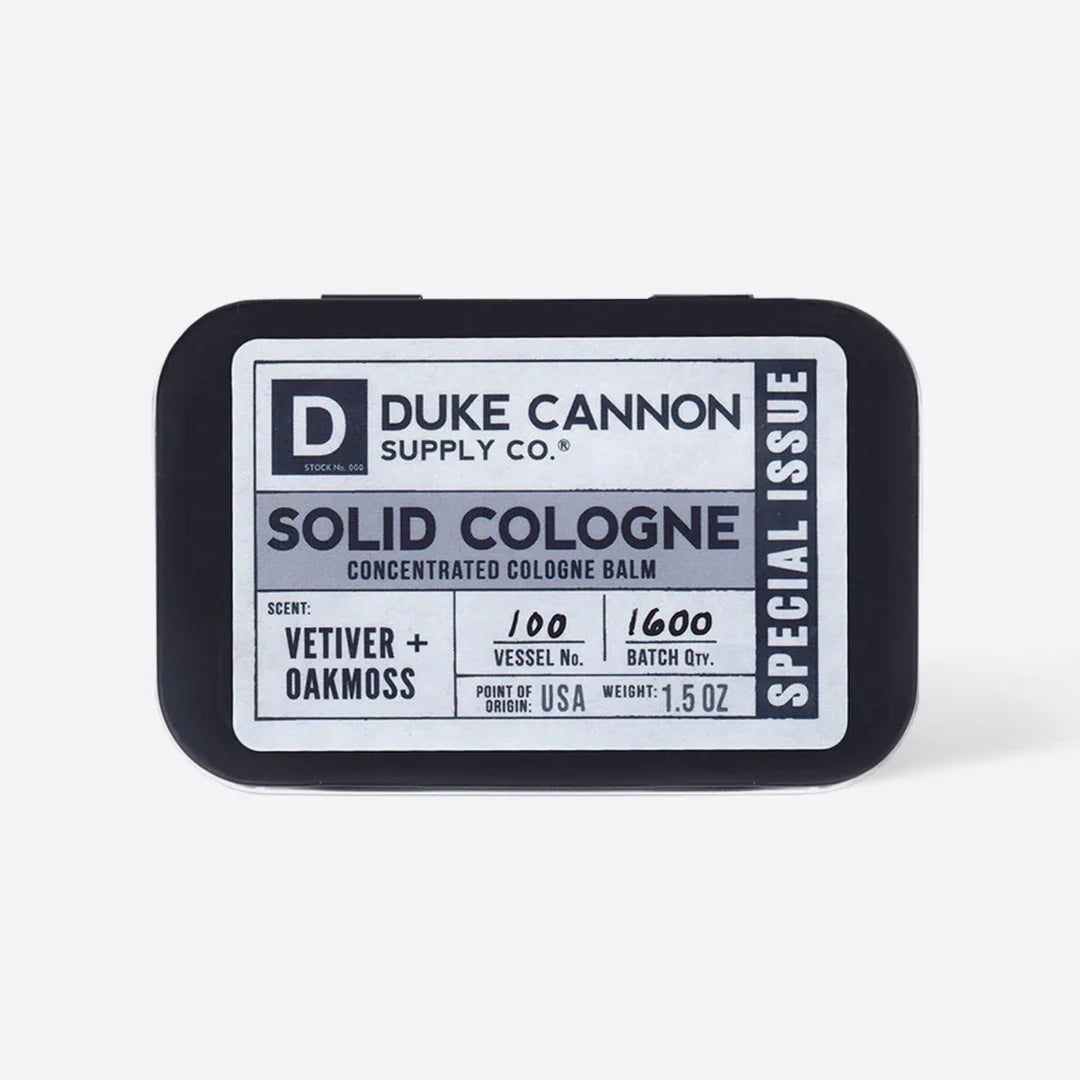 D
STOCK No. 000
DUKE CANNON
SUPPLY CO.®
SOLID COLOGNE
CONCENTRATED COLOGNE BALM
SCENT:
VETIVER +
OAKMOSS
100
VESSEL No.
1600
BATCH QTY.
POINT OF
ORIGIN: USA
WEIGHT: 1.5 OZ
SPECIAL ISSUE